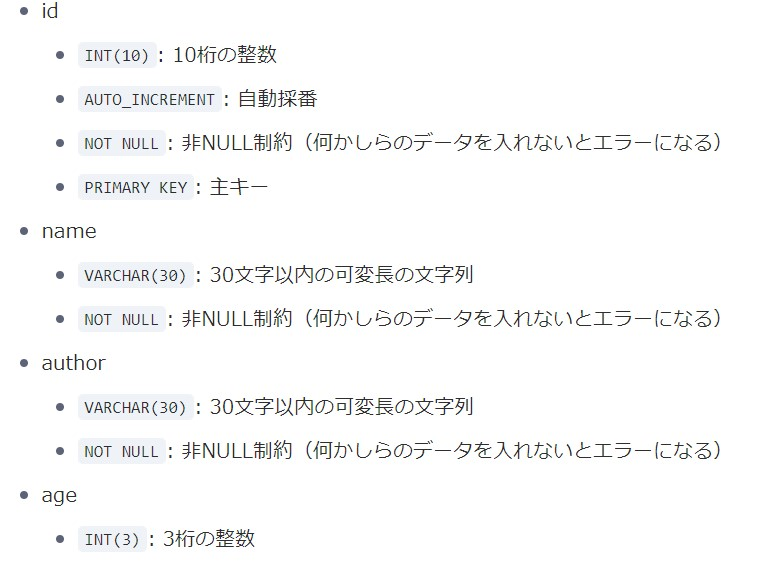 id
INT(10): 10桁の整数
AUTO_INCREMENT: 自動採番
NOT NULL: 非NULL制約（何かしらのデータを入れないとエラーになる）
PRIMARY KEY: 主キー
name
VARCHAR(30): 30文字以内の可変長の文字列
NOT NULL: 非NULL制約（何かしらのデータを入れないとエラーになる）
author
VARCHAR(30): 30文字以内の可変長の文字列
NOT NULL: 非NULL制約（何かしらのデータを入れないとエラーになる）
age
INT(3): 3桁の整数